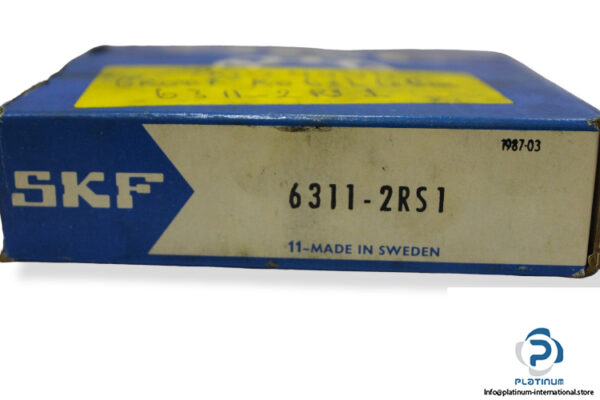 6311-2RS1
1987-03
SKF
6311-2RS1
11-MADE IN SWEDEN
PLATINUM
Info@platinum-international.store